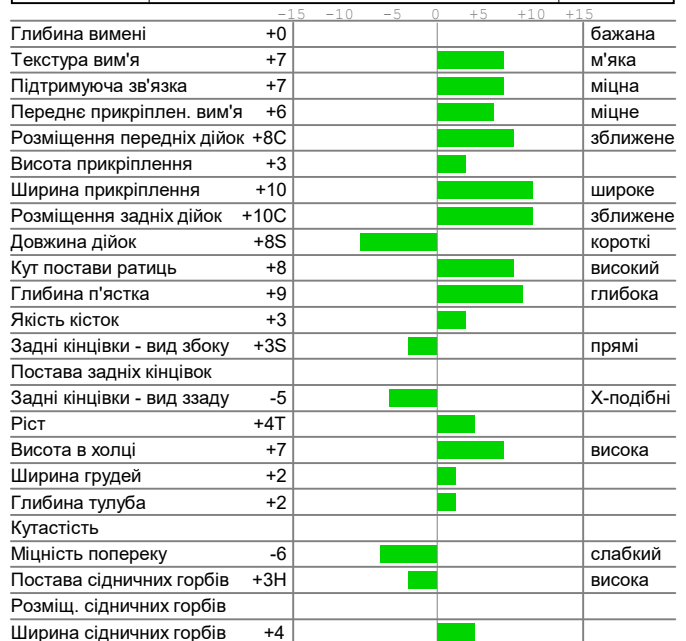 -15 -10 -5 0 +5 +10 +15
Глибина вимені +0 бажана
Текстура вим'я +7 м'яка
Підтримуюча зв'язка +7 міцна
Переднє прикріплен. вим'я +6 міцне
Розміщення передніх дійок +8C зближене
Висота прикріплення +3
Ширина прикріплення +10 широке
Розміщення задніх дійок +10C зближене
Довжина дійок +8S короткі
Кут постави ратиць +8 високий
Глибина п'ястка +9 глибока
Якість кісток +3
Задні кінцівки - вид збоку +3S прямі
Постава задніх кінцівок
Задні кінцівки - вид ззаду -5 Х-подібні
Ріст +4T
Висота в холці +7 висока
Ширина грудей +2
Глибина тулуба +2
Кутастість
Міцність попереку -6 слабкий
Постава сідничних горбів +3H висока
Розміщ. сідничних горбів
Ширина сідничних горбів +4